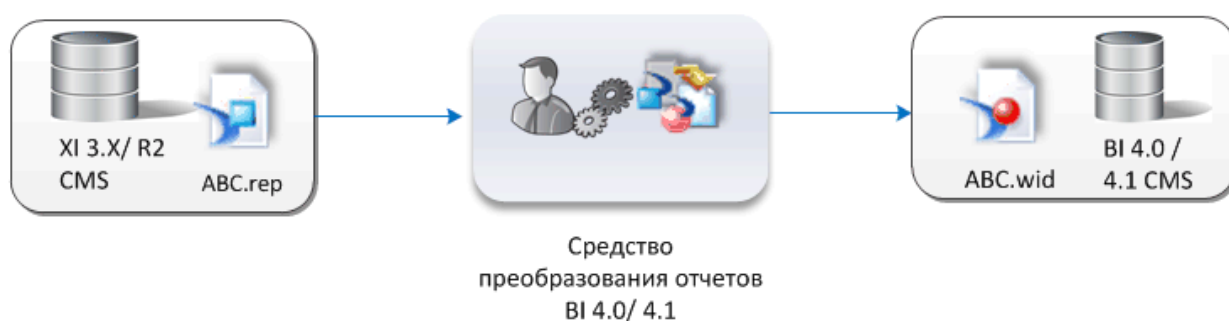 XI 3.X/ R2
CMS
ABC.rep
Средство
преобразования отчетов
BI 4.0/ 4.1
ABC.wid
BI 4.0 /
4.1 CMS